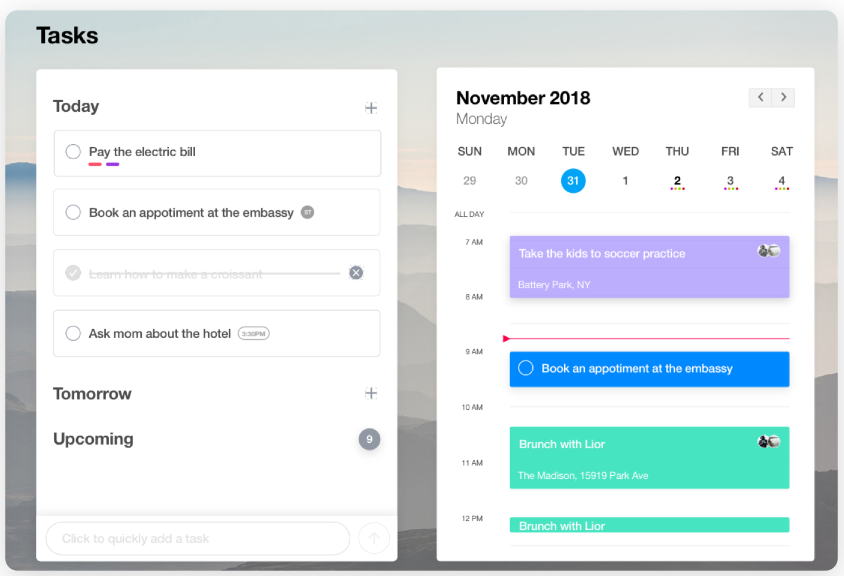 Tasks
Today
Pay the electric bill
Book an appotiment at the embassy
Learn how to make a croissant
Ask mom about the hotel 3:30PM
Tomorrow
Upcoming 9
Click to quickly add a task
November 2018
Monday
SUN MON TUE WED THU FRI SAT
29 30 31 1 2 3 4
ALL DAY
7 AM
Take the kids to soccer practice
Battery Park, NY
8 AM
9 AM
Book an appotiment at the embassy
10 AM
Brunch with Lior
11 AM
The Madison, 15919 Park Ave
12 PM
Brunch with Lior